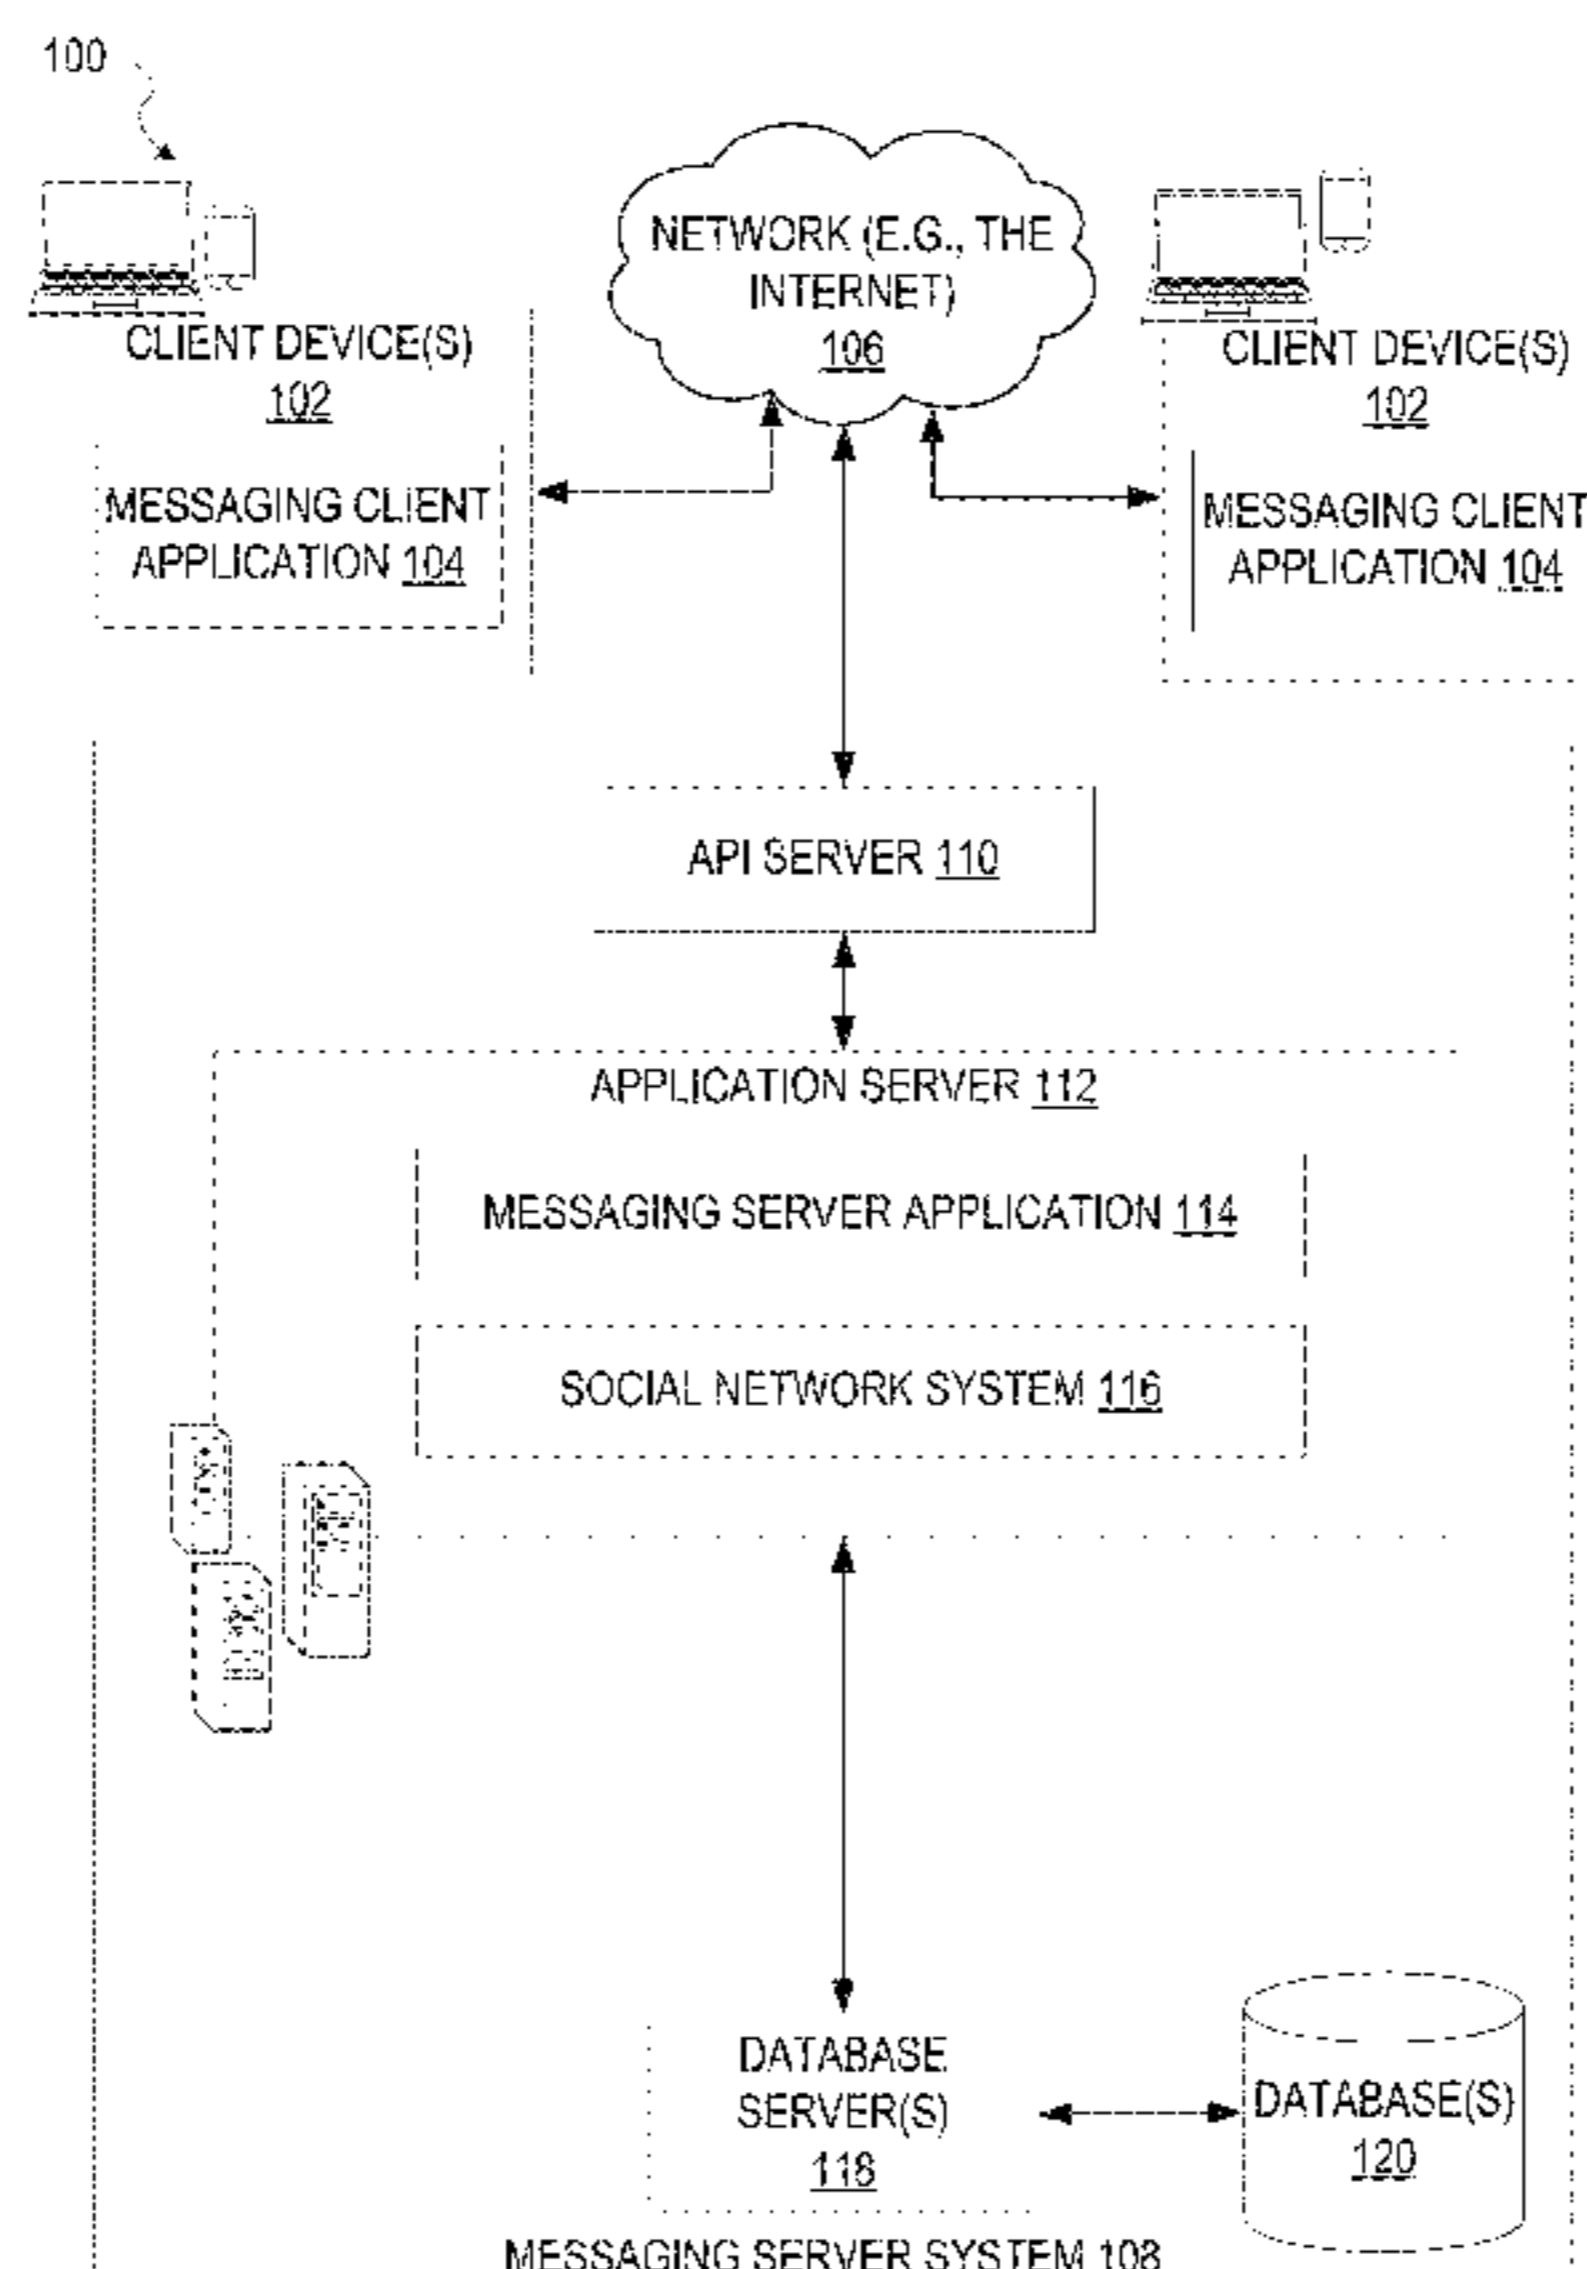 100
NETWORK (E.G., THE
INTERNET)
106
CLIENT DEVICE(S)
102
MESSAGING CLIENT
APPLICATION 104
CLIENT DEVICE(S)
102
MESSAGING CLIENT
APPLICATION 104
API SERVER 110
APPLICATION SERVER 112
MESSAGING SERVER APPLICATION 114
SOCIAL NETWORK SYSTEM 116
DATABASE
SERVER(S)
118
DATABASE(S)
120
MESSAGING SERVER SYSTEM 108